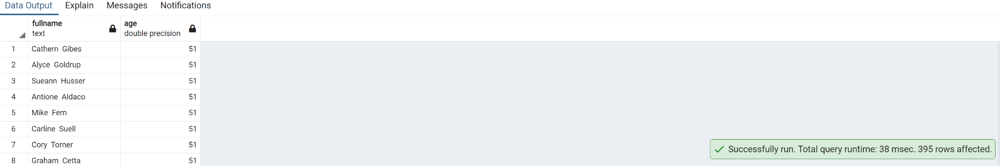 Data Output Explain Messages Notifications
fullname age
text double precision
1 Cathern  Gibes 51
2 Alyce  Goldrup 51
3 Sueann  Husser 51
4 Antione  Aldaco 51
5 Mike  Fern 51
6 Carline  Suell 51
7 Cory  Torner 51
Successfully run. Total query runtime: 38 msec. 395 rows affected.
8 Graham  Cetta 51